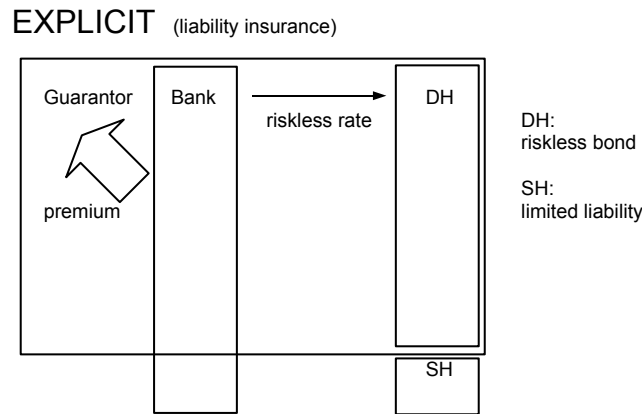 EXPLICIT (liability insurance)
Guarantor Bank DH
riskless rate
premium
DH:
riskless bond
SH:
limited liability
SH